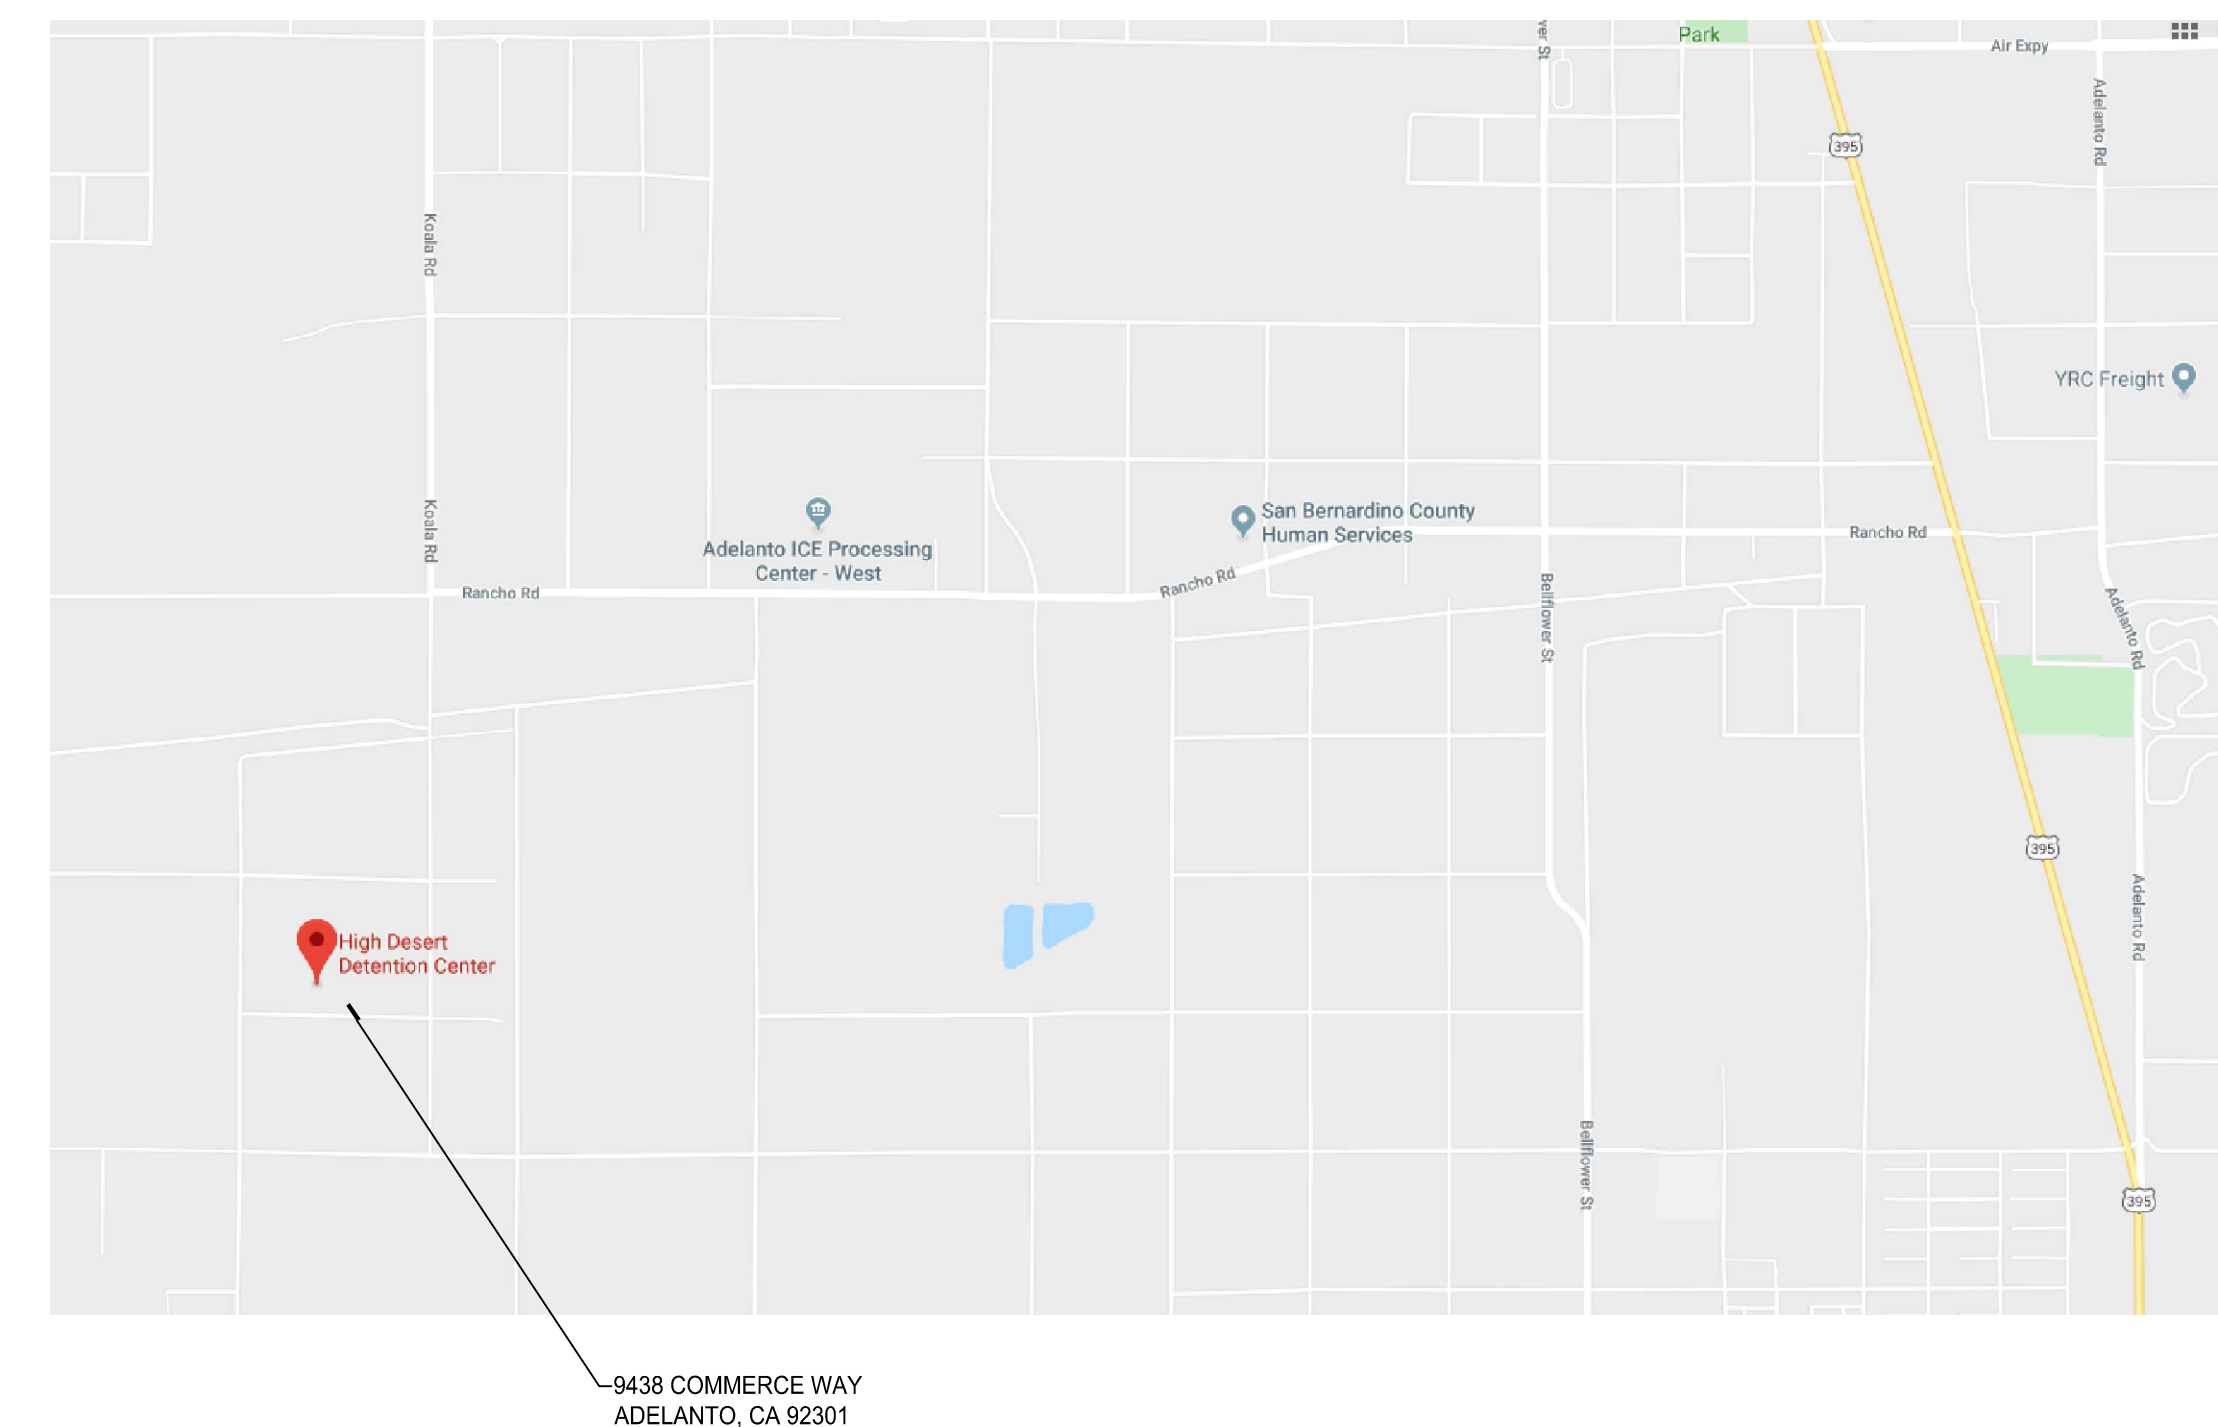 ver St
Park
Air Expy
Adelanto Rd
395
Koala Rd
YRC Freight
Koala Rd
San Bernardino County
Human Services
Rancho Rd
Adelanto ICE Processing
Center - West
Rancho Rd
Rancho Rd
Bellflower St
Adelanto Rd
395
Adelanto Rd
High Desert
Detention Center
Bellflower St
395
9438 COMMERCE WAY
ADELANTO, CA 92301